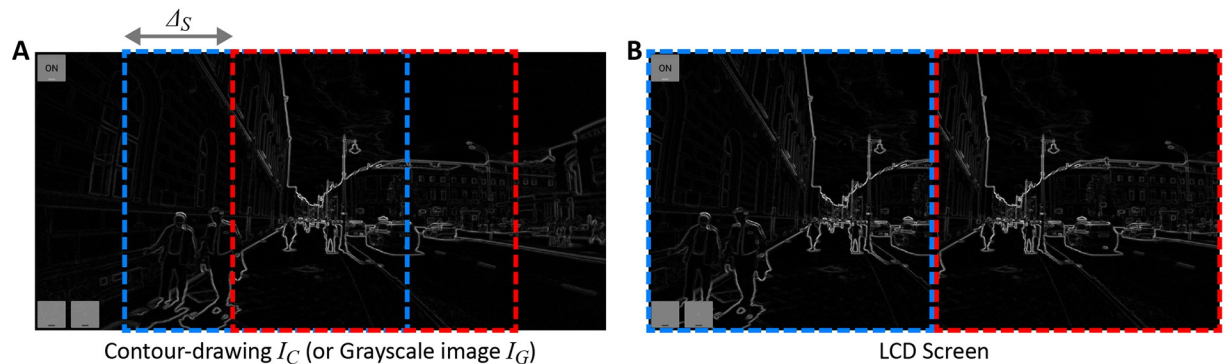 Δ_S
A
B
ON
ON
Contour-drawing I_C (or Grayscale image I_G)
LCD Screen